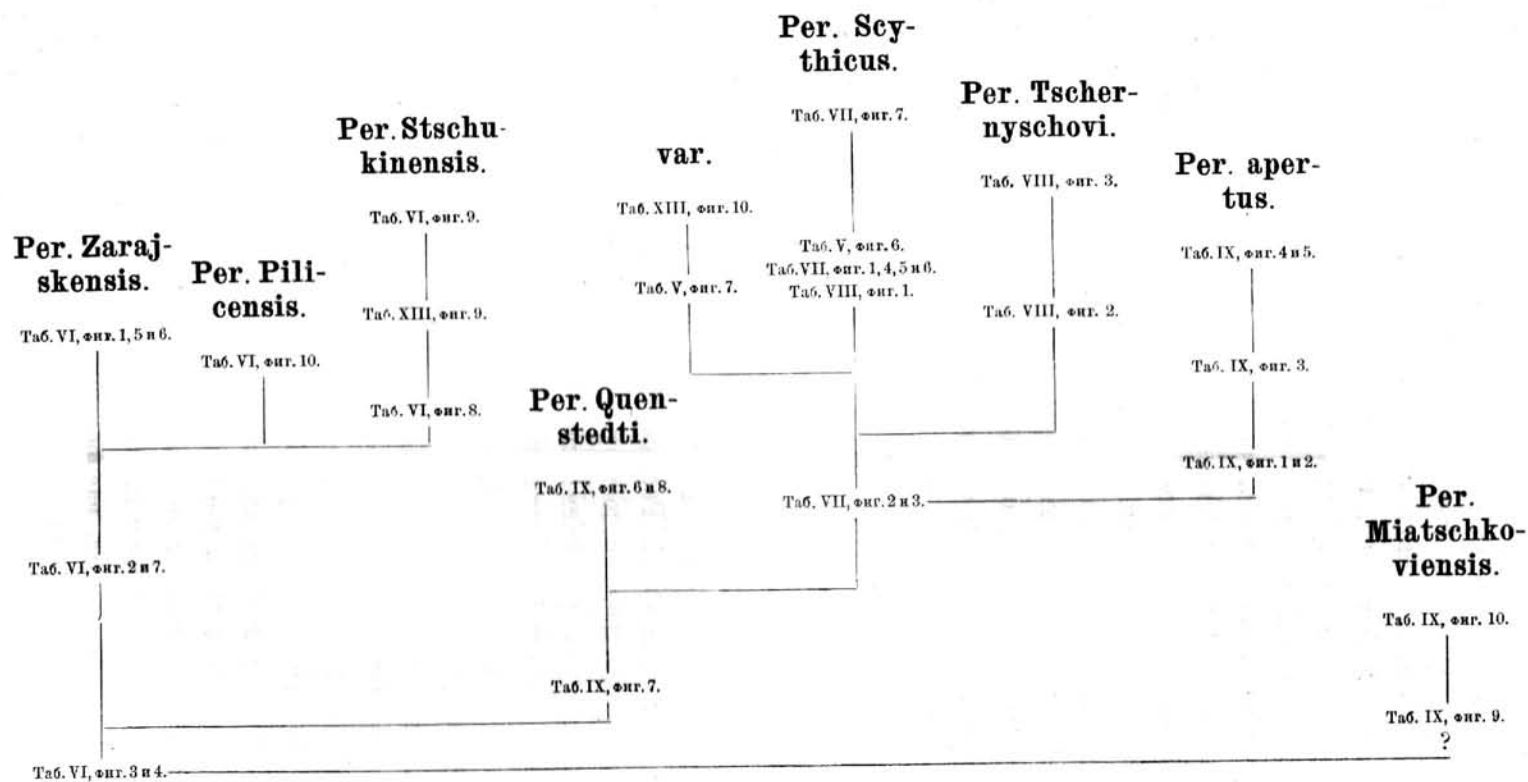 Per. Zaraj-
skensis.
Таб. VI, фиг. 1, 5 и 6.
Таб. VI, фиг. 2 и 7.
Таб. VI, фиг. 3 и 4.
Per. Pili-
censis.
Таб. VI, фиг. 10.
Per. Stschu-
kinensis.
Таб. VI, фиг. 9.
Таб. XIII, фиг. 9.
Таб. VI, фиг. 8.
Per. Quen-
stedti.
Таб. IX, фиг. 6 и 8.
Таб. IX, фиг. 7.
var.
Таб. XIII, фиг. 10.
Таб. V, фиг. 7.
Per. Scy-
thicus.
Таб. VII, фиг. 7.
Таб. V, фиг. 6.
Таб. VII, фиг. 1, 4, 5 и 6.
Таб. VIII, фиг. 1.
Таб. VII, фиг. 2 и 3.
Per. Tscher-
nyschovi.
Таб. VIII, фиг. 3.
Таб. VIII, фиг. 2.
Per. aper-
tus.
Таб. IX, фиг. 4 и 5.
Таб. IX, фиг. 3.
Таб. IX, фиг. 1 и 2.
Per.
Miatschko-
viensis.
Таб. IX, фиг. 10.
Таб. IX, фиг. 9.
?